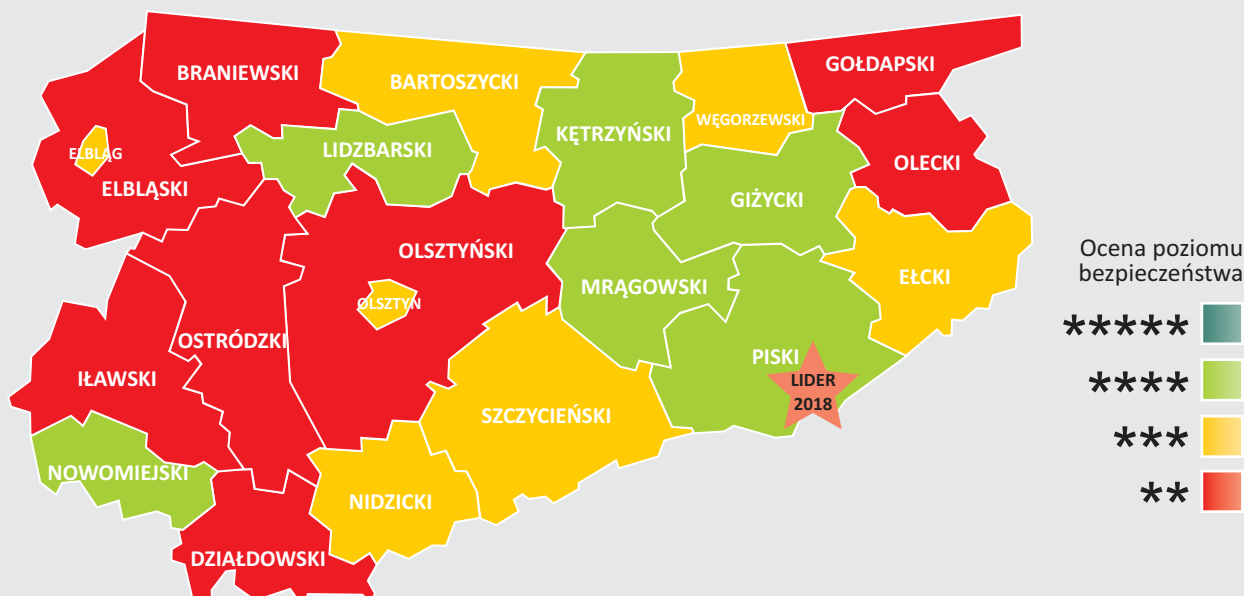 BRANIEWSKI
BARTOSZYCKI
GOŁDAPSKI
WĘGORZEWSKI
KĘTRZYŃSKI
ELBLĄG
LIDZBARSKI
OLECKI
ELBLĄSKI
GIŻYCKI
OLSZTYŃSKI
EŁCKI
MRĄGOWSKI
OLSZTYN
OSTRÓDZKI
PISKI
IŁAWSKI
LIDER
2018
SZCZYCIEŃSKI
NOWOMIEJSKI
NIDZICKI
DZIAŁDOWSKI
Ocena poziomu
bezpieczeństwa
*****
****
***
**